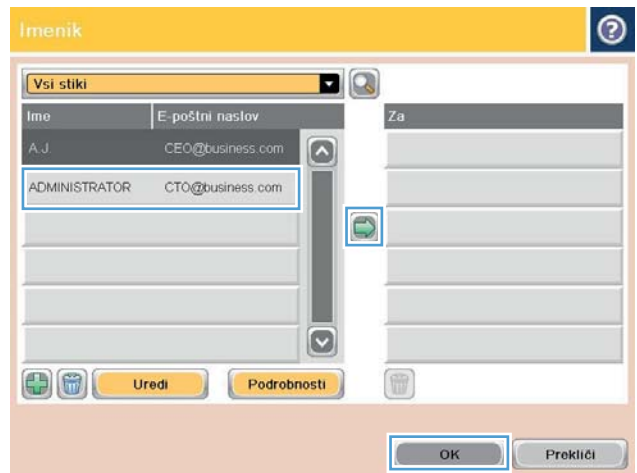 Imenik
?
Vsi stiki
Ime E-poštni naslov Za
A.J. CEO@business.com
ADMINISTRATOR CTO@business.com
Uredi Podrobnosti
OK Prekliči